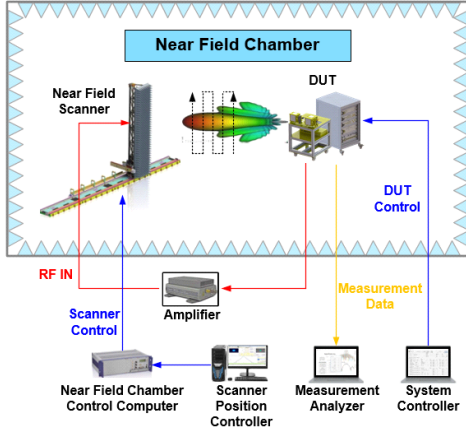 Near Field Chamber
Near Field
Scanner
DUT
DUT
Control
RF IN
Scanner
Control
Amplifier
Measurement
Data
Near Field Chamber
Control Computer
Scanner
Position
Controller
Measurement
Analyzer
System
Controller